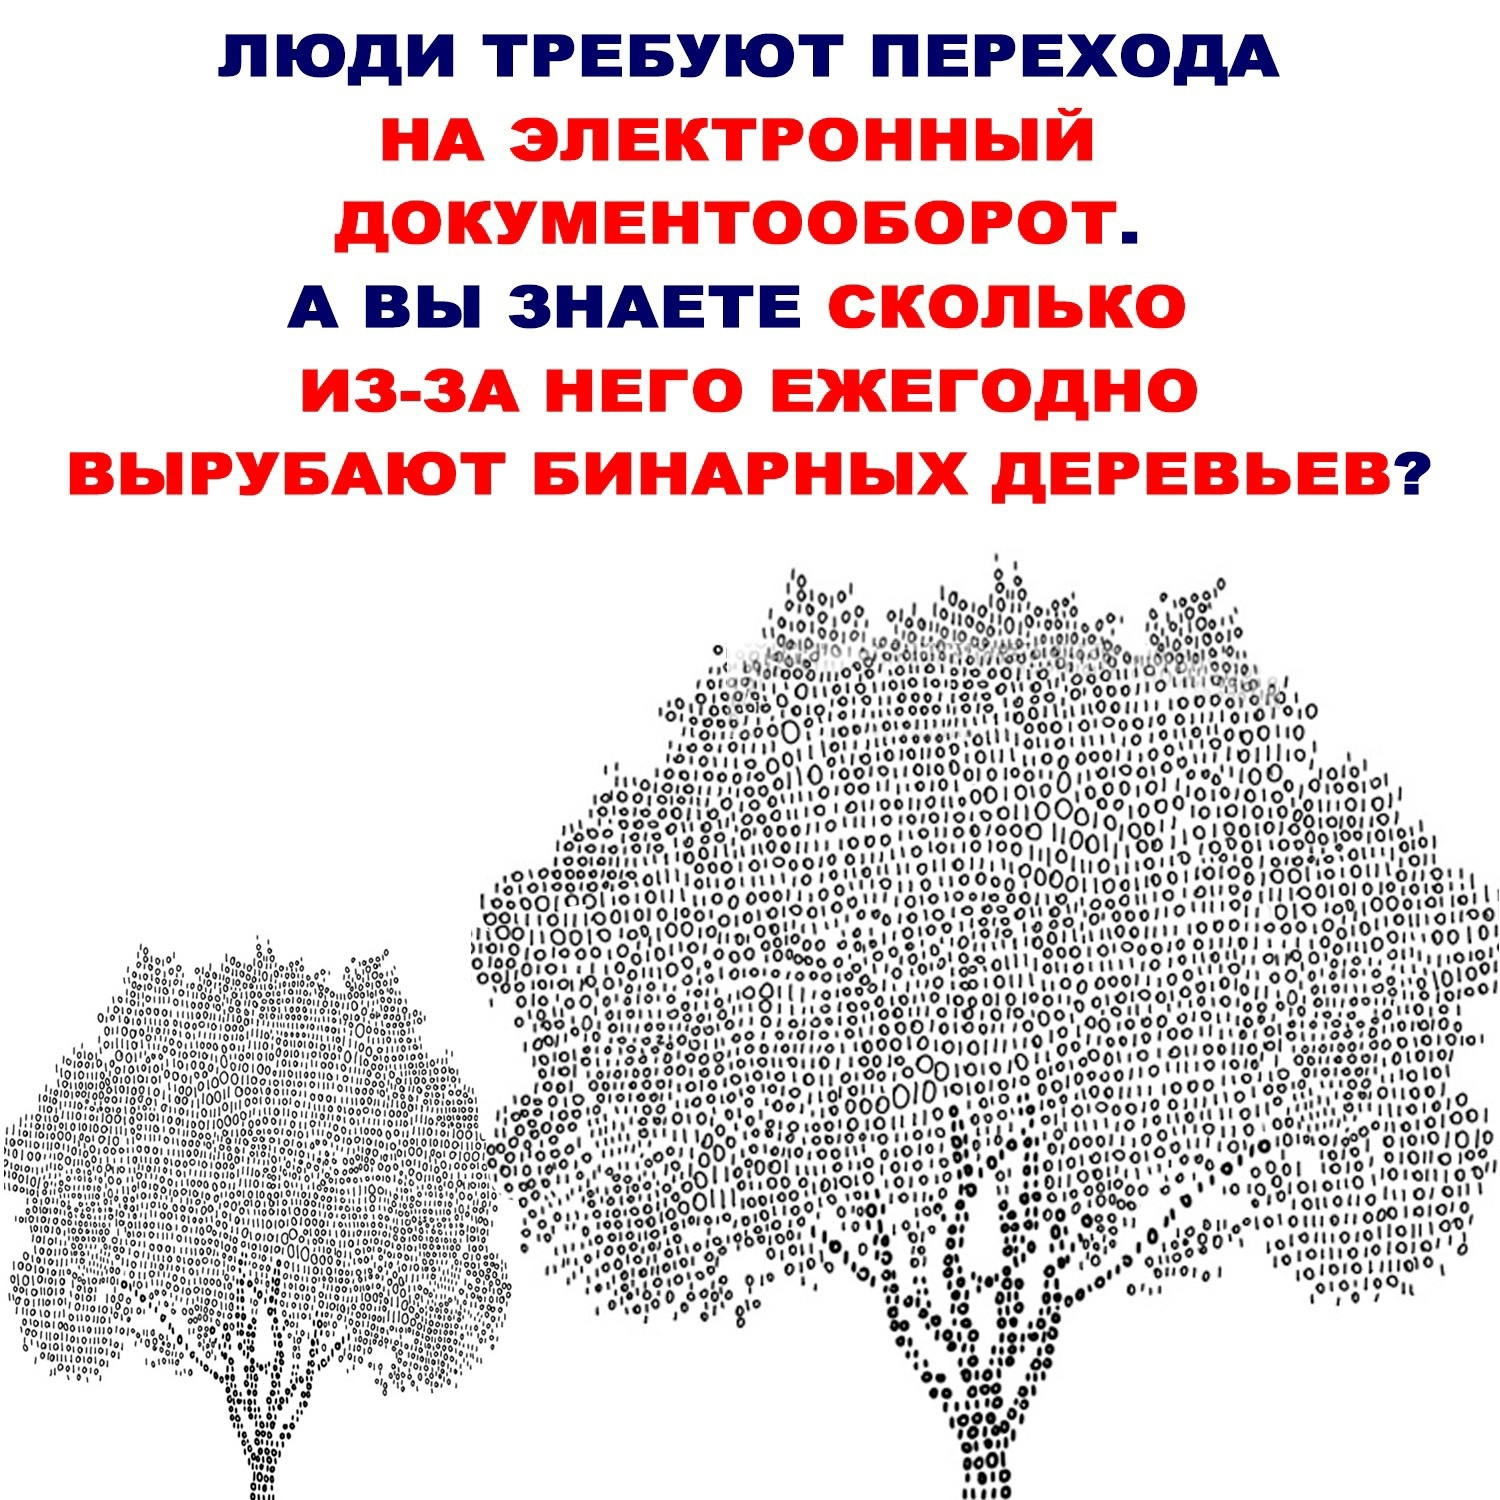 ЛЮДИ ТРЕБУЮТ ПЕРЕХОДА
НА ЭЛЕКТРОННЫЙ
ДОКУМЕНТООБОРОТ.
А ВЫ ЗНАЕТЕ СКОЛЬКО
ИЗ-ЗА НЕГО ЕЖЕГОДНО
ВЫРУБАЮТ БИНАРНЫХ ДЕРЕВЬЕВ?